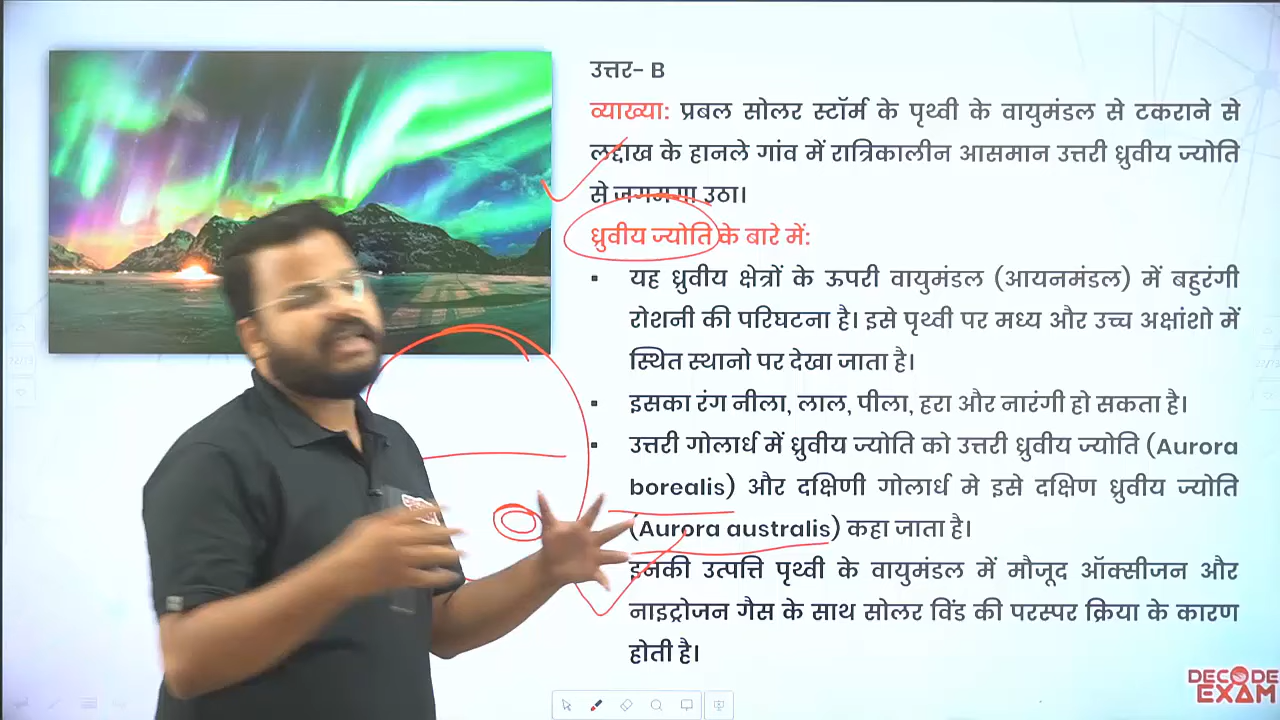 उत्तर- B
व्याख्या: प्रबल सोलर स्टॉर्म के पृथ्वी के वायुमंडल से टकराने से
लद्दाख के हानले गांव में रात्रिकालीन आसमान उत्तरी ध्रुवीय ज्योति
से जगमगा उठा।
ध्रुवीय ज्योति के बारे में:
▪ यह ध्रुवीय क्षेत्रों के ऊपरी वायुमंडल (आयनमंडल) में बहुरंगी
रोशनी की परिघटना है। इसे पृथ्वी पर मध्य और उच्च अक्षांशो में
स्थित स्थानो पर देखा जाता है।
▪ इसका रंग नीला, लाल, पीला, हरा और नारंगी हो सकता है।
▪ उत्तरी गोलार्ध में ध्रुवीय ज्योति को उत्तरी ध्रुवीय ज्योति (Aurora
borealis) और दक्षिणी गोलार्ध मे इसे दक्षिण ध्रुवीय ज्योति
(Aurora australis) कहा जाता है।
इनकी उत्पत्ति पृथ्वी के वायुमंडल में मौजूद ऑक्सीजन और
नाइट्रोजन गैस के साथ सोलर विंड की परस्पर क्रिया के कारण
होती है।
DECODE
EXAM